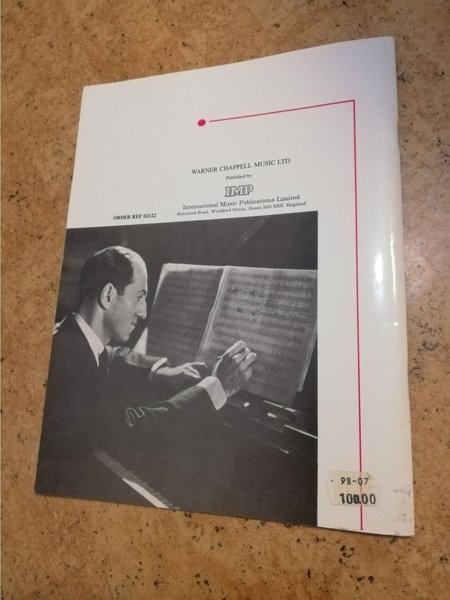 WARNER CHAPPELL MUSIC LTD
Published by
IMP
International Music Publications Limited
Southend Road, Woodford Green, Essex IG8 8HN, England
ORDER REF 02122
98-07
100.00